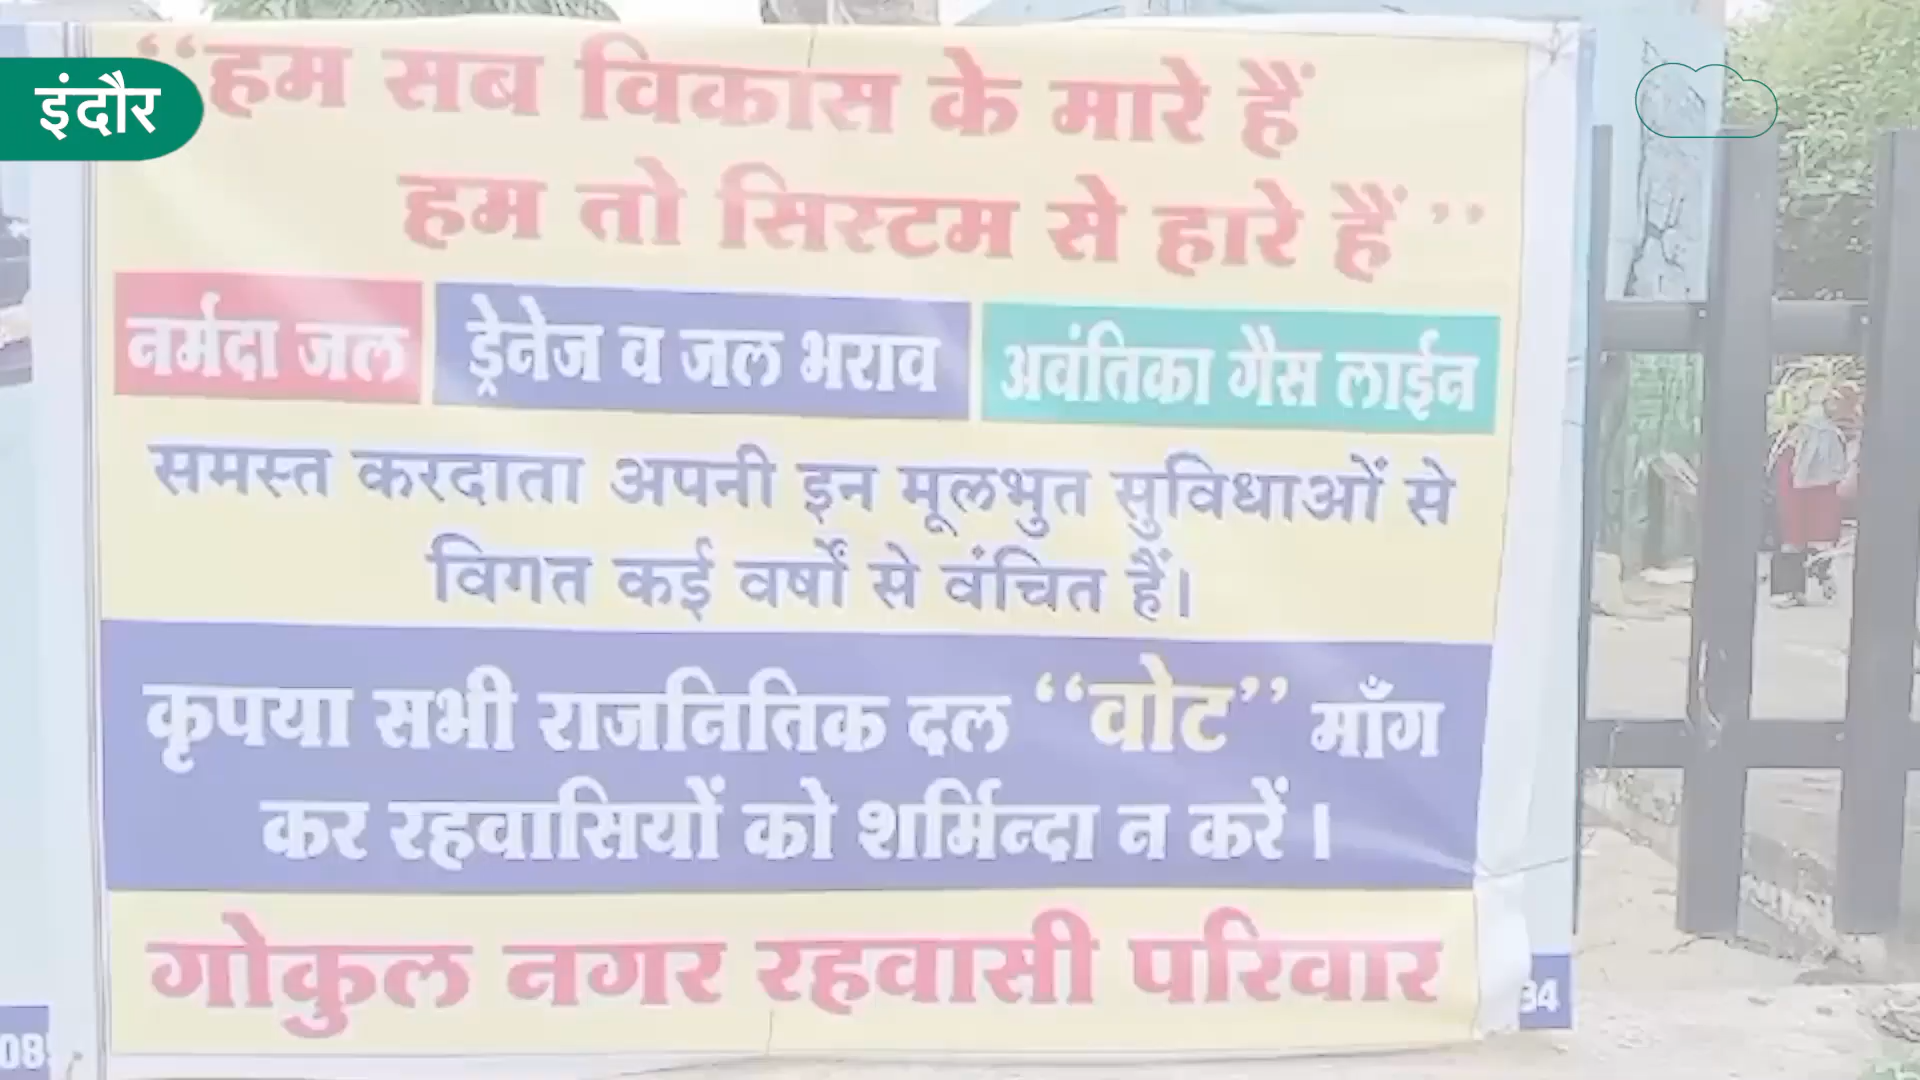 इंदौर
“हम सब विकास के मारे हैं
हम तो सिस्टम से हारे हैं”
नर्मदा जल
ड्रेनेज व जल भराव
अवंतिका गैस लाईन
समस्त करदाता अपनी इन मूलभुत सुविधाओं से
विगत कई वर्षों से वंचित हैं।
कृपया सभी राजनितिक दल “वोट” माँग
कर रहवासियों को शर्मिन्दा न करें।
गोकुल नगर रहवासी परिवार
08
34